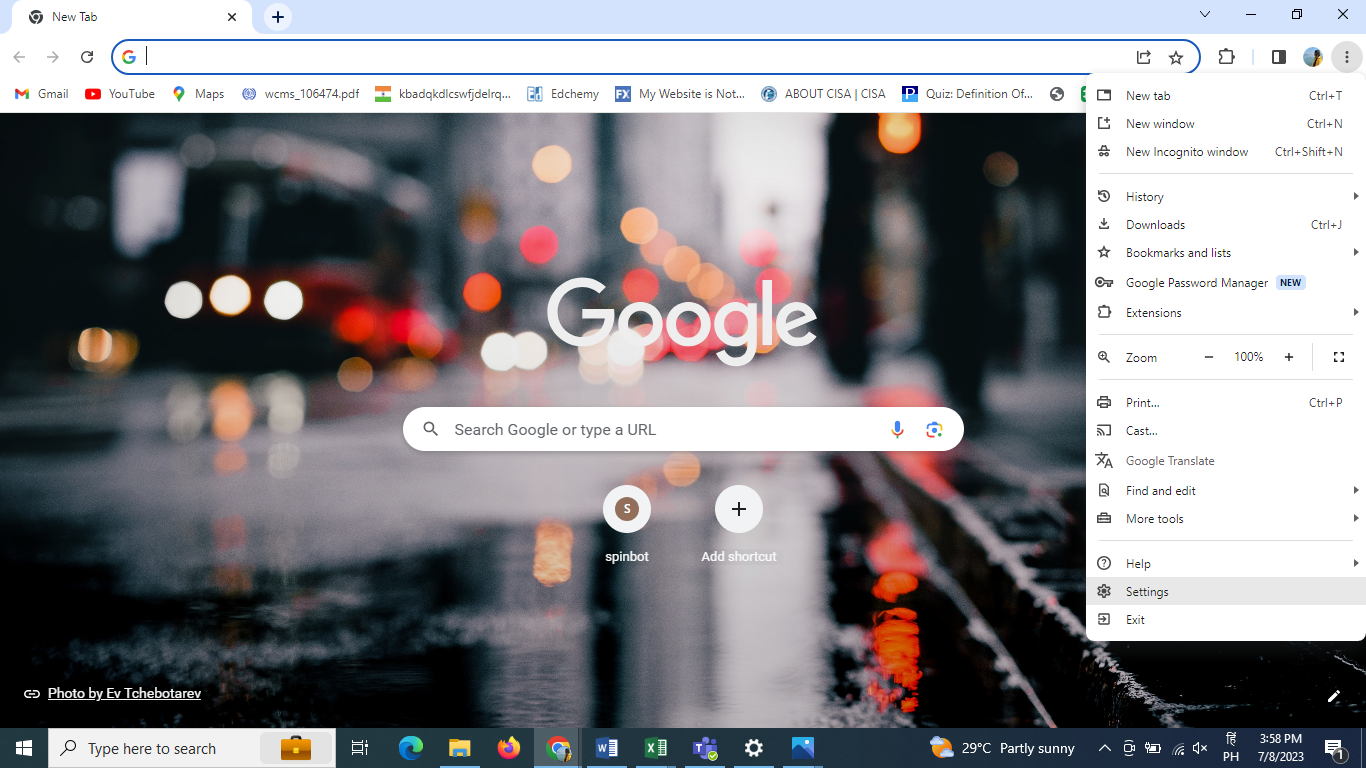 New Tab
Gmail
YouTube
Maps
wcms_106474.pdf
kbadqkdlcswfjdelrq...
Edchemy
FX
My Website is Not...
ABOUT CISA | CISA
P
Quiz: Definition Of...
New tab Ctrl+T
New window Ctrl+N
New Incognito window Ctrl+Shift+N
History
Downloads Ctrl+J
Bookmarks and lists
Google Password Manager NEW
Extensions
Zoom − 100% +
Print... Ctrl+P
Cast...
Google Translate
Find and edit
More tools
Help
Settings
Exit
Google
Search Google or type a URL
S
spinbot
Add shortcut
Photo by Ev Tchebotarev
Type here to search
29°C Partly sunny
हि
PH
3:58 PM
7/8/2023
1